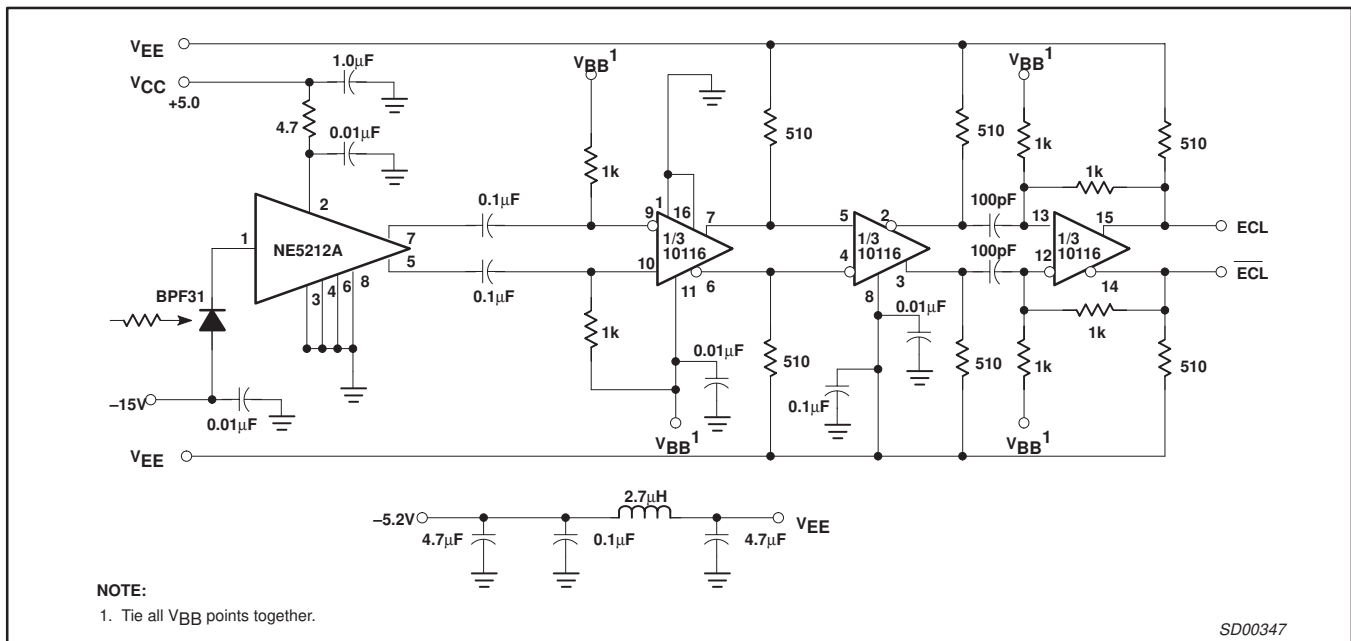 VEE
VCC
+5.0
1.0μF
4.7
0.01μF
2
NE5212A
1
7
5
3
4
6
8
BPF31
–15V
0.01μF
VEE
0.1μF
0.1μF
VBB1
1k
9
1
16
7
1/3
10116
10
11
6
1k
0.01μF
VBB1
510
510
5
2
1/3
10116
4
3
8
0.01μF
0.1μF
510
510
100pF
100pF
VBB1
1k
1k
510
13
15
1/3
10116
12
14
1k
1k
510
VBB1
ECL
ECL
–5.2V
2.7μH
VEE
4.7μF
0.1μF
4.7μF
NOTE:
1. Tie all VBB points together.
SD00347